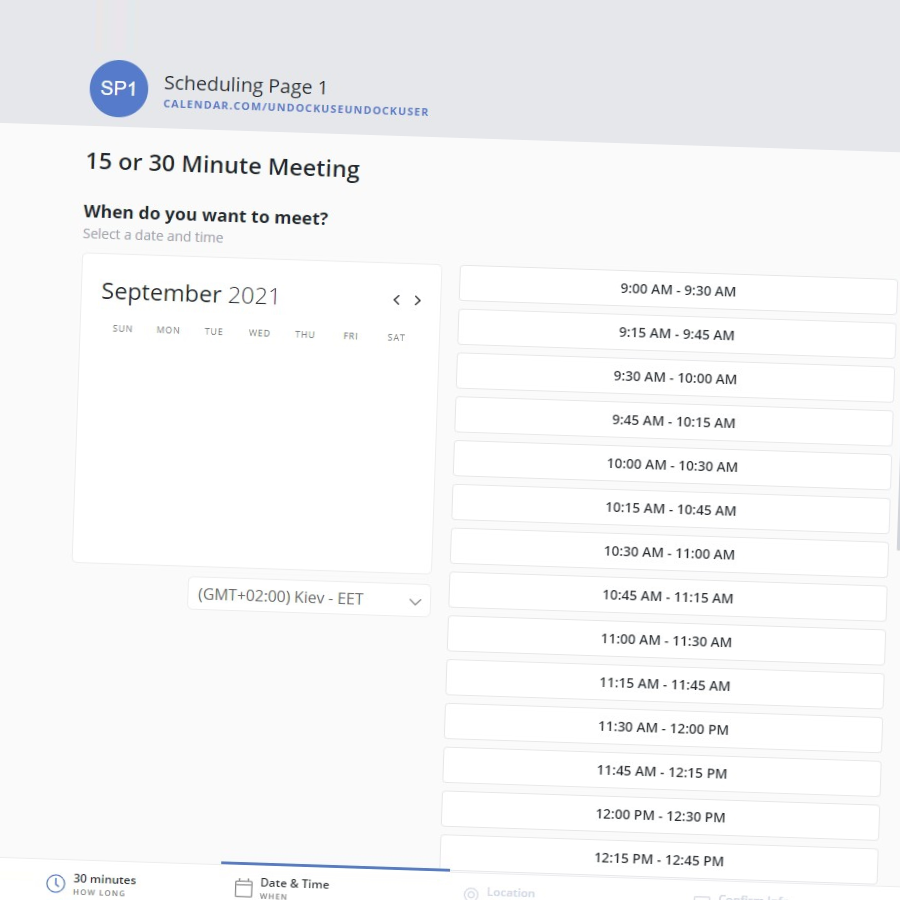 SP1
Scheduling Page 1
CALENDAR.COM/UNDOCKUSEUNDOCKUSER
15 or 30 Minute Meeting
When do you want to meet?
Select a date and time
September 2021
SUN MON TUE WED THU FRI SAT
(GMT+02:00) Kiev - EET
9:00 AM - 9:30 AM
9:15 AM - 9:45 AM
9:30 AM - 10:00 AM
9:45 AM - 10:15 AM
10:00 AM - 10:30 AM
10:15 AM - 10:45 AM
10:30 AM - 11:00 AM
10:45 AM - 11:15 AM
11:00 AM - 11:30 AM
11:15 AM - 11:45 AM
11:30 AM - 12:00 PM
11:45 AM - 12:15 PM
12:00 PM - 12:30 PM
12:15 PM - 12:45 PM
30 minutes
HOW LONG
Date & Time
WHEN
Location